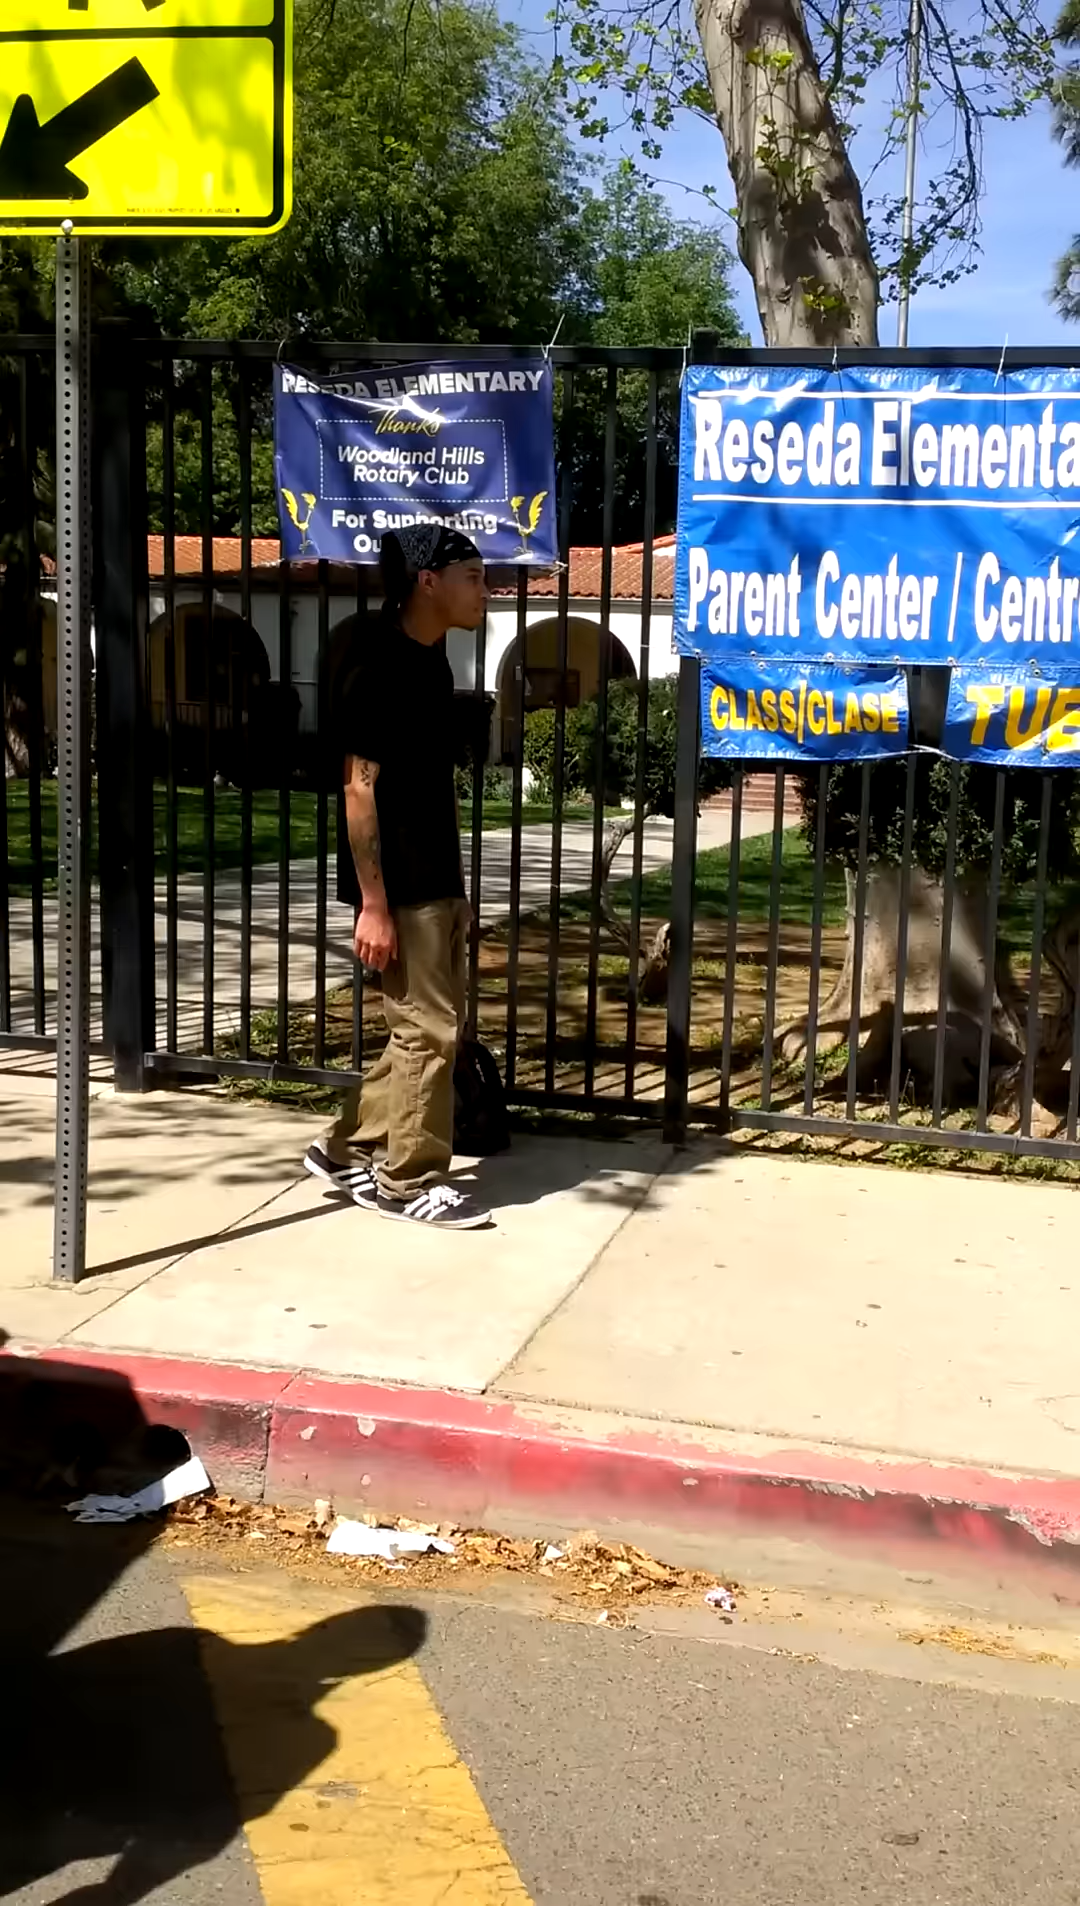 RESEDA ELEMENTARY
Thanks
Woodland Hills
Rotary Club
For Supporting
Reseda Elementa
Parent Center / Centr
CLASS/CLASE
TUE